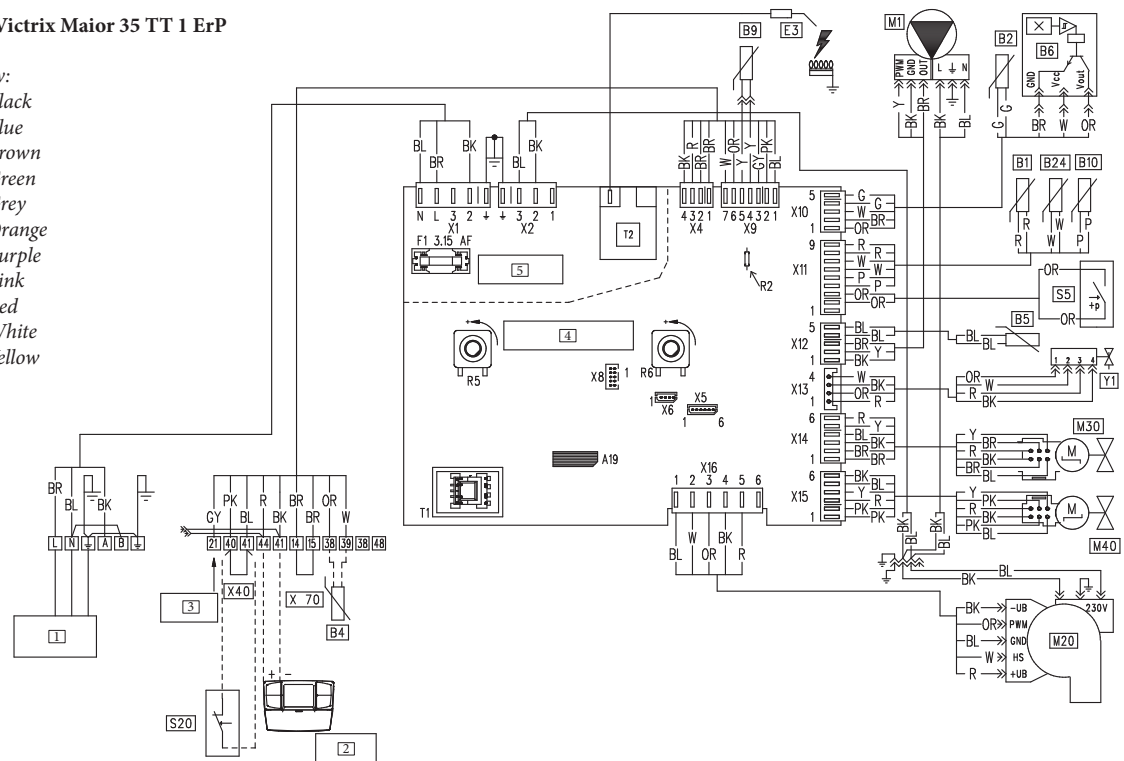 Victrix Maior 35 TT 1 ErP
y:
lack
lue
rown
reen
rey
range
urple
ink
ed
White
ellow
B9
E3
M1
B2
B6
PWM
GND
OUT
L
N
GND
Vcc
Vout
Y
BK
BR
BK
BL
G
G
BR
W
OR
BL
BR
BK
BL
BK
BK
R
BR
BR
W
OR
Y
Y
GY
PK
BL
N
L
3
2
X1
3
2
1
X2
T2
4
3
2
1
X4
7
6
5
4
3
2
1
X9
F1 3.15 AF
5
R2
4
R5
R6
X8
1
1
X6
X5
1
6
A19
T1
X16
1
2
3
4
5
6
BL
W
OR
BK
R
5
X10
1
G
G
W
BR
OR
9
X11
1
R
R
W
W
P
P
OR
OR
5
X12
1
BL
BL
BR
Y
BK
4
X13
1
W
BK
OR
R
6
X14
1
R
Y
BL
BK
BR
BR
6
X15
1
BK
BL
Y
R
PK
PK
B1
B24
B10
R
R
W
W
P
P
OR
S5
+p
OR
B5
BL
BL
1
2
3
4
OR
W
R
BK
Y1
Y
BR
R
BK
BR
BL
M
M30
Y
PK
R
BK
PK
BL
M
M40
BK
BL
BK
BL
BL
BK
230V
BK
OR
BL
W
R
-UB
PWM
GND
HS
+UB
M20
BR
BL
BK
L
N
A
B
1
GY
PK
BL
R
BK
BR
BR
OR
W
21
40
41
44
41
14
15
38
39
38
48
3
X40
X 70
B4
+
-
S20
2